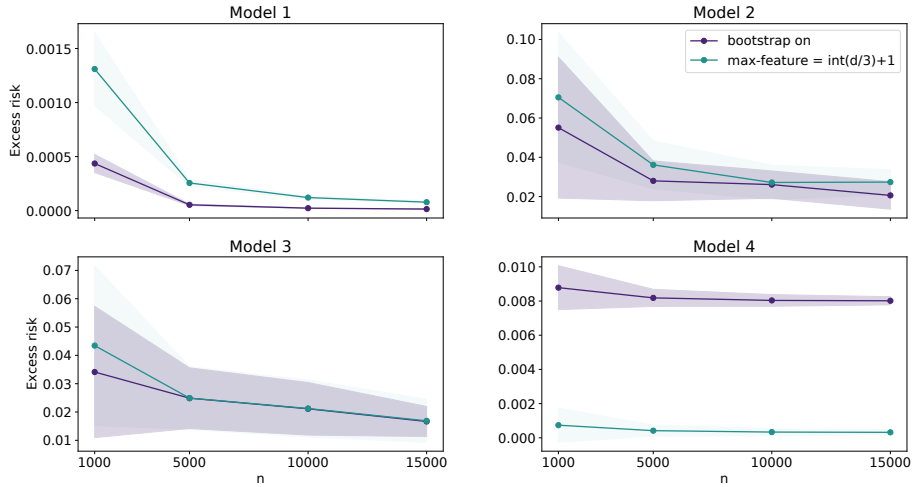 Model 1
Excess risk
0.0015
0.0010
0.0005
0.0000
Model 2
0.10
0.08
0.06
0.04
0.02
bootstrap on
max-feature = int(d/3)+1
Model 3
Excess risk
0.07
0.06
0.05
0.04
0.03
0.02
0.01
1000 5000 10000 15000
n
Model 4
0.010
0.008
0.006
0.004
0.002
0.000
1000 5000 10000 15000
n